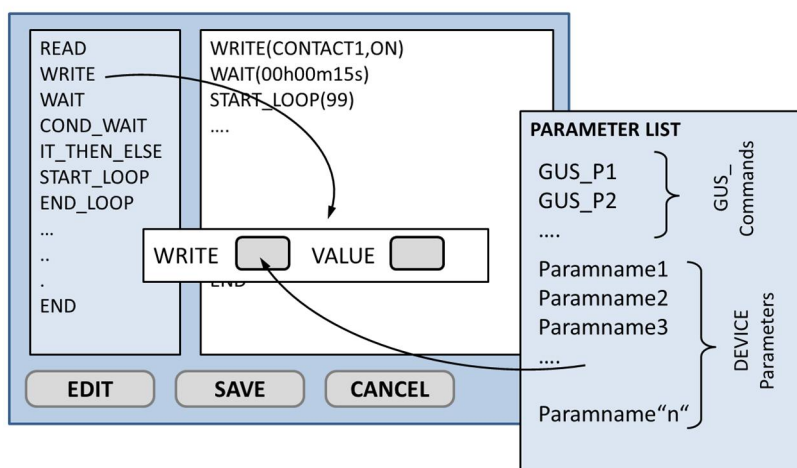 READ
WRITE
WAIT
COND_WAIT
IT_THEN_ELSE
START_LOOP
END_LOOP
...
..
.
END
WRITE(CONTACT1,ON)
WAIT(00h00m15s)
START_LOOP(99)
....
WRITE VALUE
END
EDIT SAVE CANCEL
PARAMETER LIST
GUS_P1
GUS_P2
....
GUS_
Commands
Paramname1
Paramname2
Paramname3
....
Paramname“n“
DEVICE
Parameters